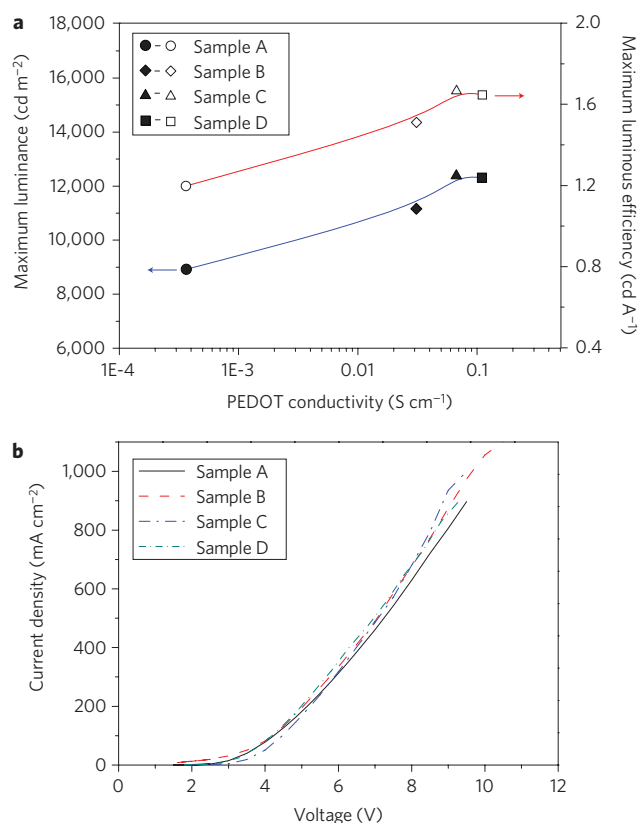 a
18,000
16,000
14,000
12,000
10,000
8,000
6,000
Maximum luminance (cd m⁻²)
Sample A
Sample B
Sample C
Sample D
2.0
1.6
1.2
0.8
0.4
Maximum luminous efficiency
(cd A⁻¹)
1E-4 1E-3 0.01 0.1
PEDOT conductivity (S cm⁻¹)
b
1,000
800
600
400
200
0
Current density (mA cm⁻²)
Sample A
Sample B
Sample C
Sample D
0 2 4 6 8 10 12
Voltage (V)